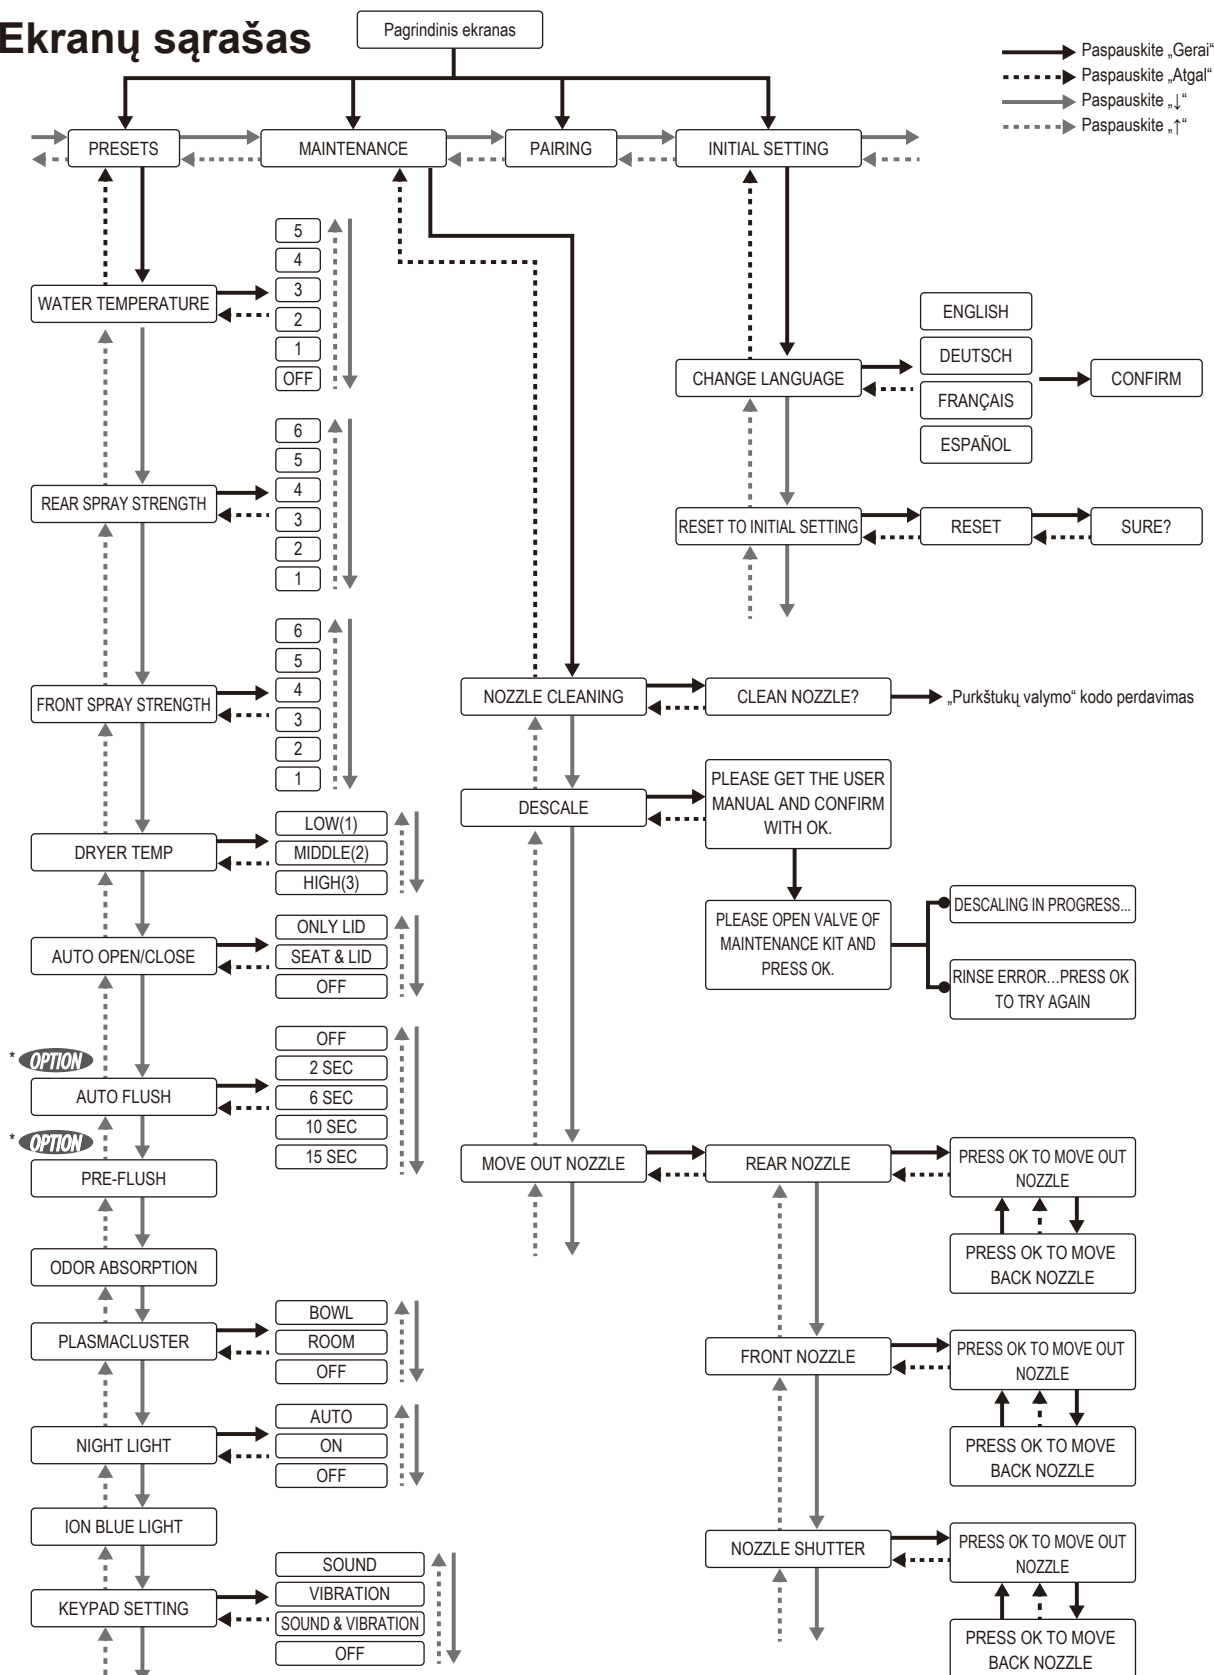 Ekranų sąrašas
Pagrindinis ekranas
Paspauskite „Gerai“
Paspauskite „Atgal“
Paspauskite „↓“
Paspauskite „↑“
PRESETS
MAINTENANCE
PAIRING
INITIAL SETTING
WATER TEMPERATURE
5
4
3
2
1
OFF
REAR SPRAY STRENGTH
6
5
4
3
2
1
FRONT SPRAY STRENGTH
6
5
4
3
2
1
DRYER TEMP
LOW(1)
MIDDLE(2)
HIGH(3)
AUTO OPEN/CLOSE
ONLY LID
SEAT & LID
OFF
* OPTION
AUTO FLUSH
OFF
2 SEC
6 SEC
10 SEC
15 SEC
* OPTION
PRE-FLUSH
ODOR ABSORPTION
PLASMACLUSTER
BOWL
ROOM
OFF
NIGHT LIGHT
AUTO
ON
OFF
ION BLUE LIGHT
KEYPAD SETTING
SOUND
VIBRATION
SOUND & VIBRATION
OFF
NOZZLE CLEANING
CLEAN NOZZLE?
„Purkštukų valymo“ kodo perdavimas
DESCALE
PLEASE GET THE USER
MANUAL AND CONFIRM
WITH OK.
PLEASE OPEN VALVE OF
MAINTENANCE KIT AND
PRESS OK.
DESCALING IN PROGRESS...
RINSE ERROR...PRESS OK
TO TRY AGAIN
MOVE OUT NOZZLE
REAR NOZZLE
PRESS OK TO MOVE OUT
NOZZLE
PRESS OK TO MOVE
BACK NOZZLE
FRONT NOZZLE
PRESS OK TO MOVE OUT
NOZZLE
PRESS OK TO MOVE
BACK NOZZLE
NOZZLE SHUTTER
PRESS OK TO MOVE OUT
NOZZLE
PRESS OK TO MOVE
BACK NOZZLE
CHANGE LANGUAGE
ENGLISH
DEUTSCH
FRANÇAIS
ESPAÑOL
CONFIRM
RESET TO INITIAL SETTING
RESET
SURE?